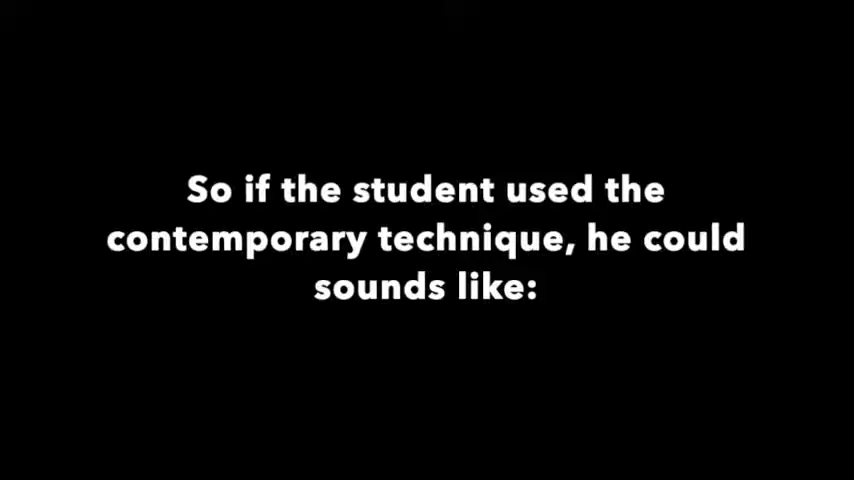 So if the student used the
contemporary technique, he could
sounds like: